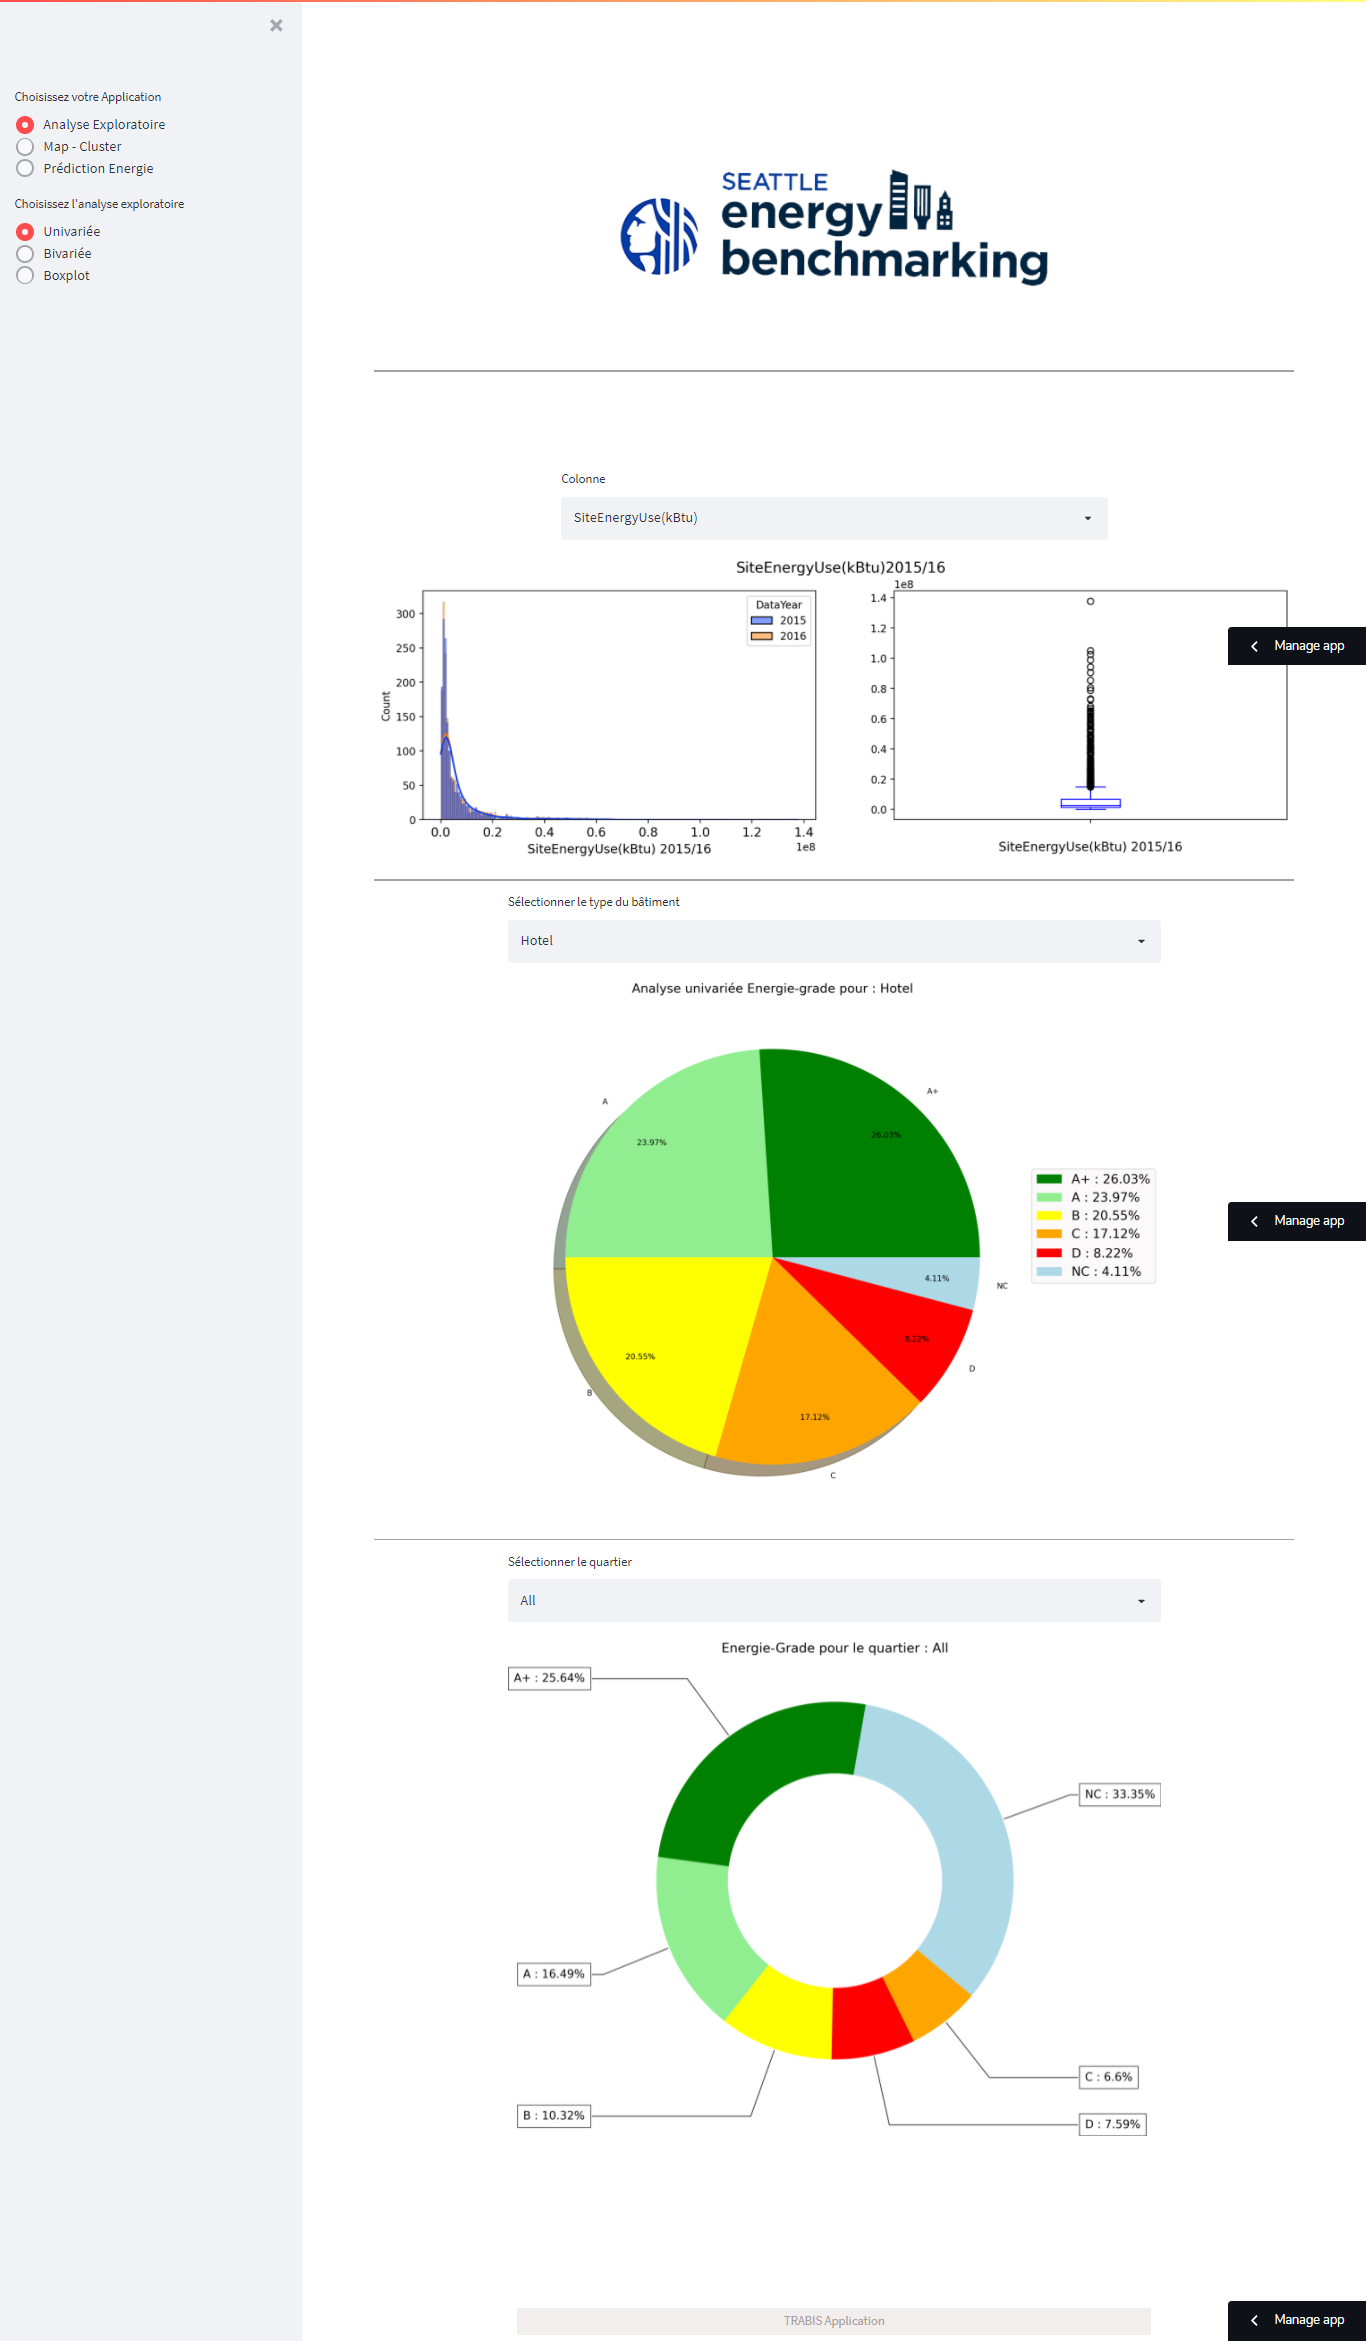 Choisissez votre Application
Analyse Exploratoire
Map - Cluster
Prédiction Energie
Choisissez l'analyse exploratoire
Univariée
Bivariée
Boxplot
SEATTLE
energy
benchmarking
Colonne
SiteEnergyUse(kBtu)
SiteEnergyUse(kBtu)2015/16
300
250
200
150
100
50
0
Count
DataYear
2015
2016
0.0 0.2 0.4 0.6 0.8 1.0 1.2 1.4
1e8
SiteEnergyUse(kBtu) 2015/16
1e8
1.4
1.2
1.0
0.8
0.6
0.4
0.2
0.0
SiteEnergyUse(kBtu) 2015/16
Manage app
Sélectionner le type du bâtiment
Hotel
Analyse univariée Energie-grade pour : Hotel
A+
A
26.03%
23.97%
A+ : 26.03%
A : 23.97%
B : 20.55%
C : 17.12%
D : 8.22%
NC : 4.11%
Manage app
4.11%
NC
8.22%
20.55%
D
B
17.12%
C
Sélectionner le quartier
All
Energie-Grade pour le quartier : All
A+ : 25.64%
NC : 33.35%
A : 16.49%
C : 6.6%
B : 10.32%
D : 7.59%
TRABIS Application
Manage app